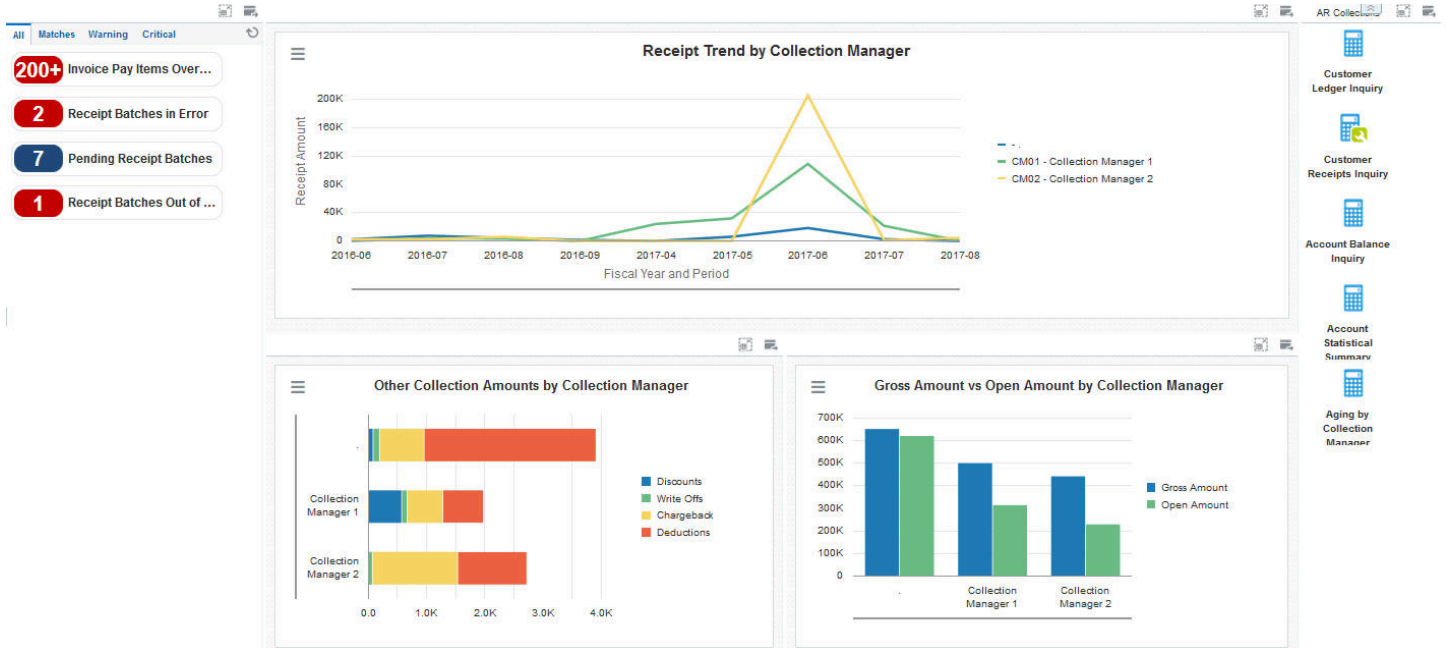 All Matches Warning Critical
200+ Invoice Pay Items Over...
2 Receipt Batches in Error
7 Pending Receipt Batches
1 Receipt Batches Out of ...
Receipt Trend by Collection Manager
Receipt Amount
200K
160K
120K
80K
40K
0
2016-06 2016-07 2016-08 2016-09 2017-04 2017-05 2017-06 2017-07 2017-08
Fiscal Year and Period
- .
CM01 - Collection Manager 1
CM02 - Collection Manager 2
Other Collection Amounts by Collection Manager
.
Collection
Manager 1
Collection
Manager 2
0.0 1.0K 2.0K 3.0K 4.0K
Discounts
Write Offs
Chargeback
Deductions
Gross Amount vs Open Amount by Collection Manager
700K
600K
500K
400K
300K
200K
100K
0
.
Collection
Manager 1
Collection
Manager 2
Gross Amount
Open Amount
AR Collections
Customer
Ledger Inquiry
Customer
Receipts Inquiry
Account Balance
Inquiry
Account
Statistical
Summary
Aging by
Collection
Manager